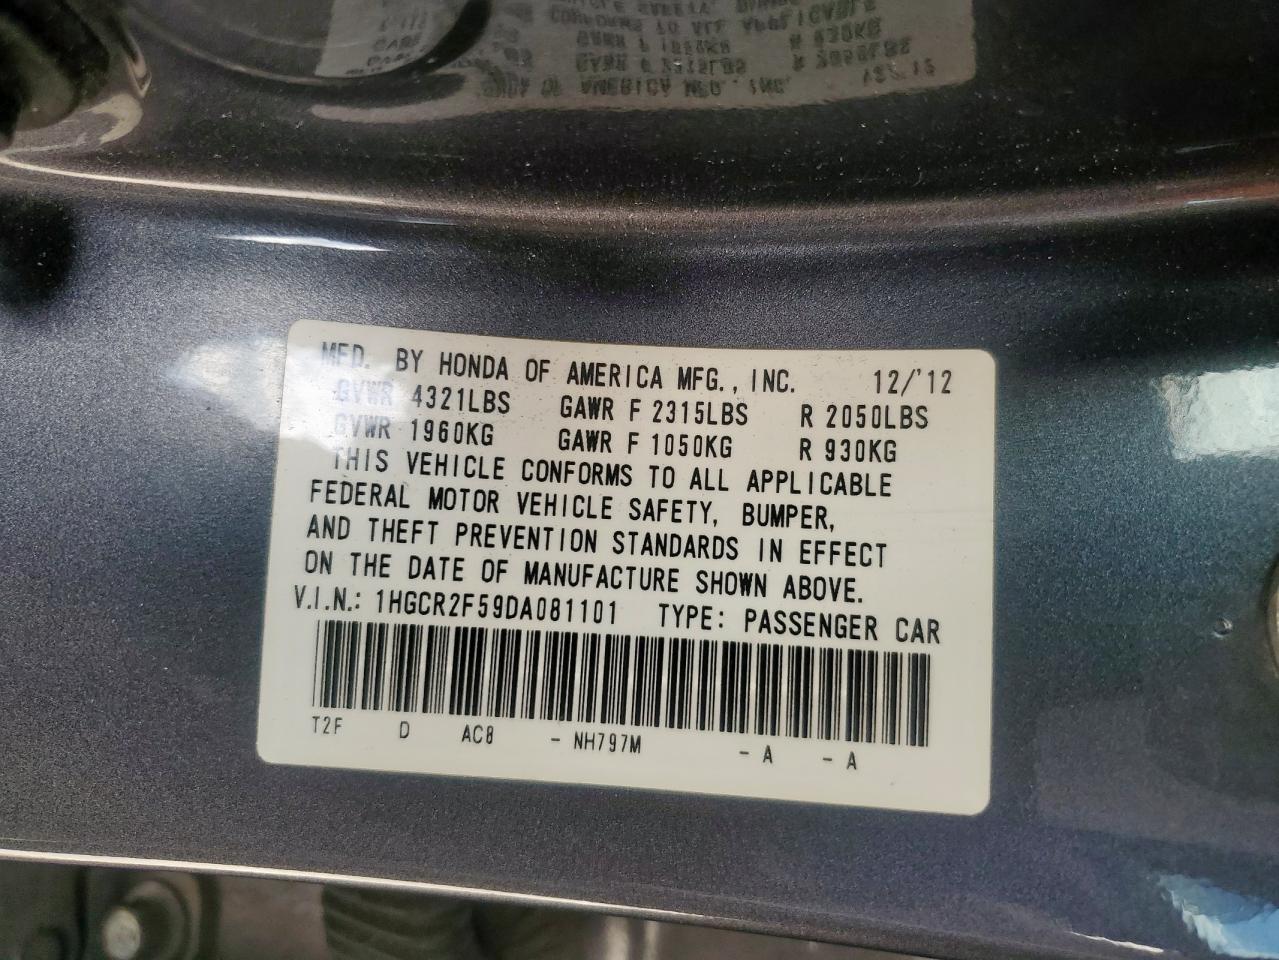 MFD. BY HONDA OF AMERICA MFG., INC. 12/'12
GVWR 4321LBS GAWR F 2315LBS R 2050LBS
GVWR 1960KG GAWR F 1050KG R 930KG
THIS VEHICLE CONFORMS TO ALL APPLICABLE
FEDERAL MOTOR VEHICLE SAFETY, BUMPER,
AND THEFT PREVENTION STANDARDS IN EFFECT
ON THE DATE OF MANUFACTURE SHOWN ABOVE.
V.I.N.: 1HGCR2F59DA081101 TYPE: PASSENGER CAR
T2F D AC8 - NH797M - A - A